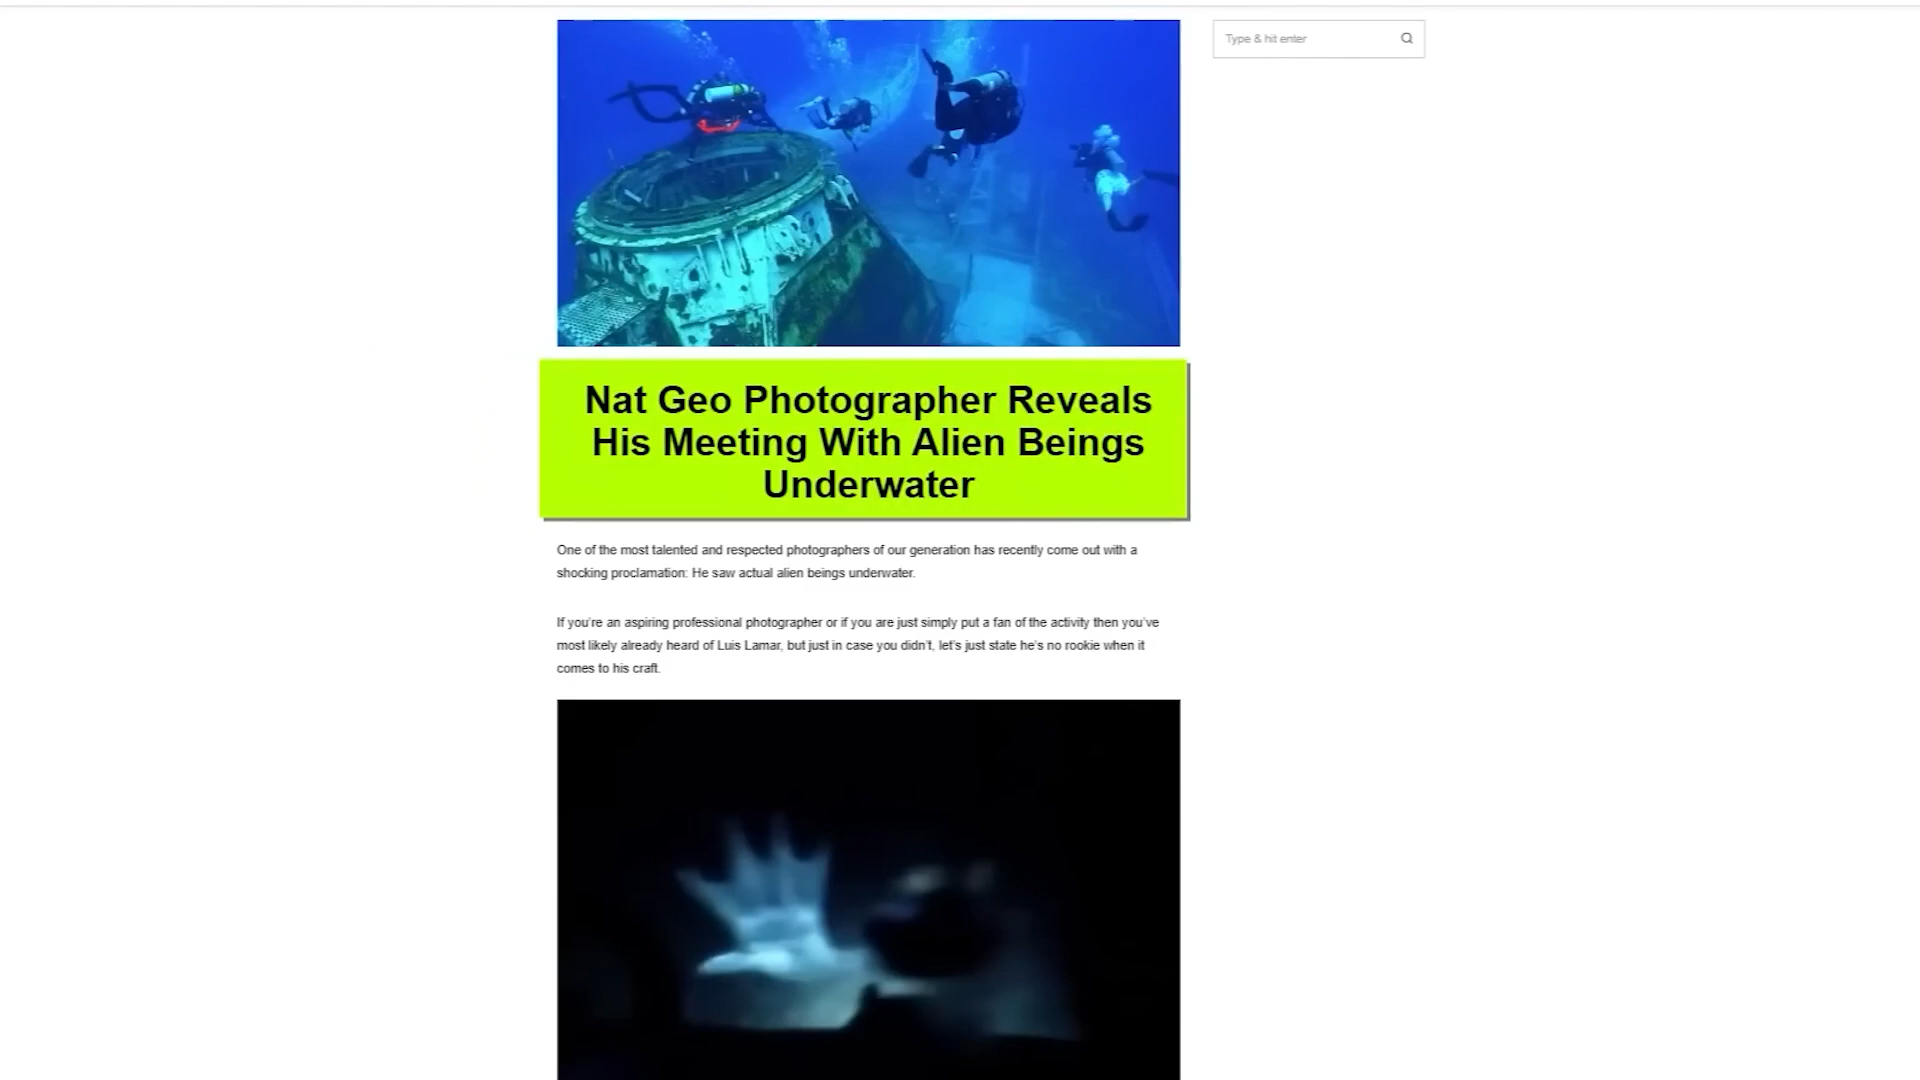 Type & hit enter
Nat Geo Photographer Reveals
His Meeting With Alien Beings
Underwater
One of the most talented and respected photographers of our generation has recently come out with a
shocking proclamation: He saw actual alien beings underwater.
If you're an aspiring professional photographer or if you are just simply put a fan of the activity then you've
most likely already heard of Luis Lamar, but just in case you didn't, let's just state he's no rookie when it
comes to his craft.